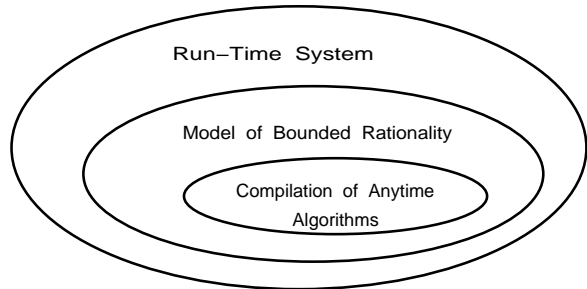 Run−Time System
Model of Bounded Rationality
Compilation of Anytime
Algorithms